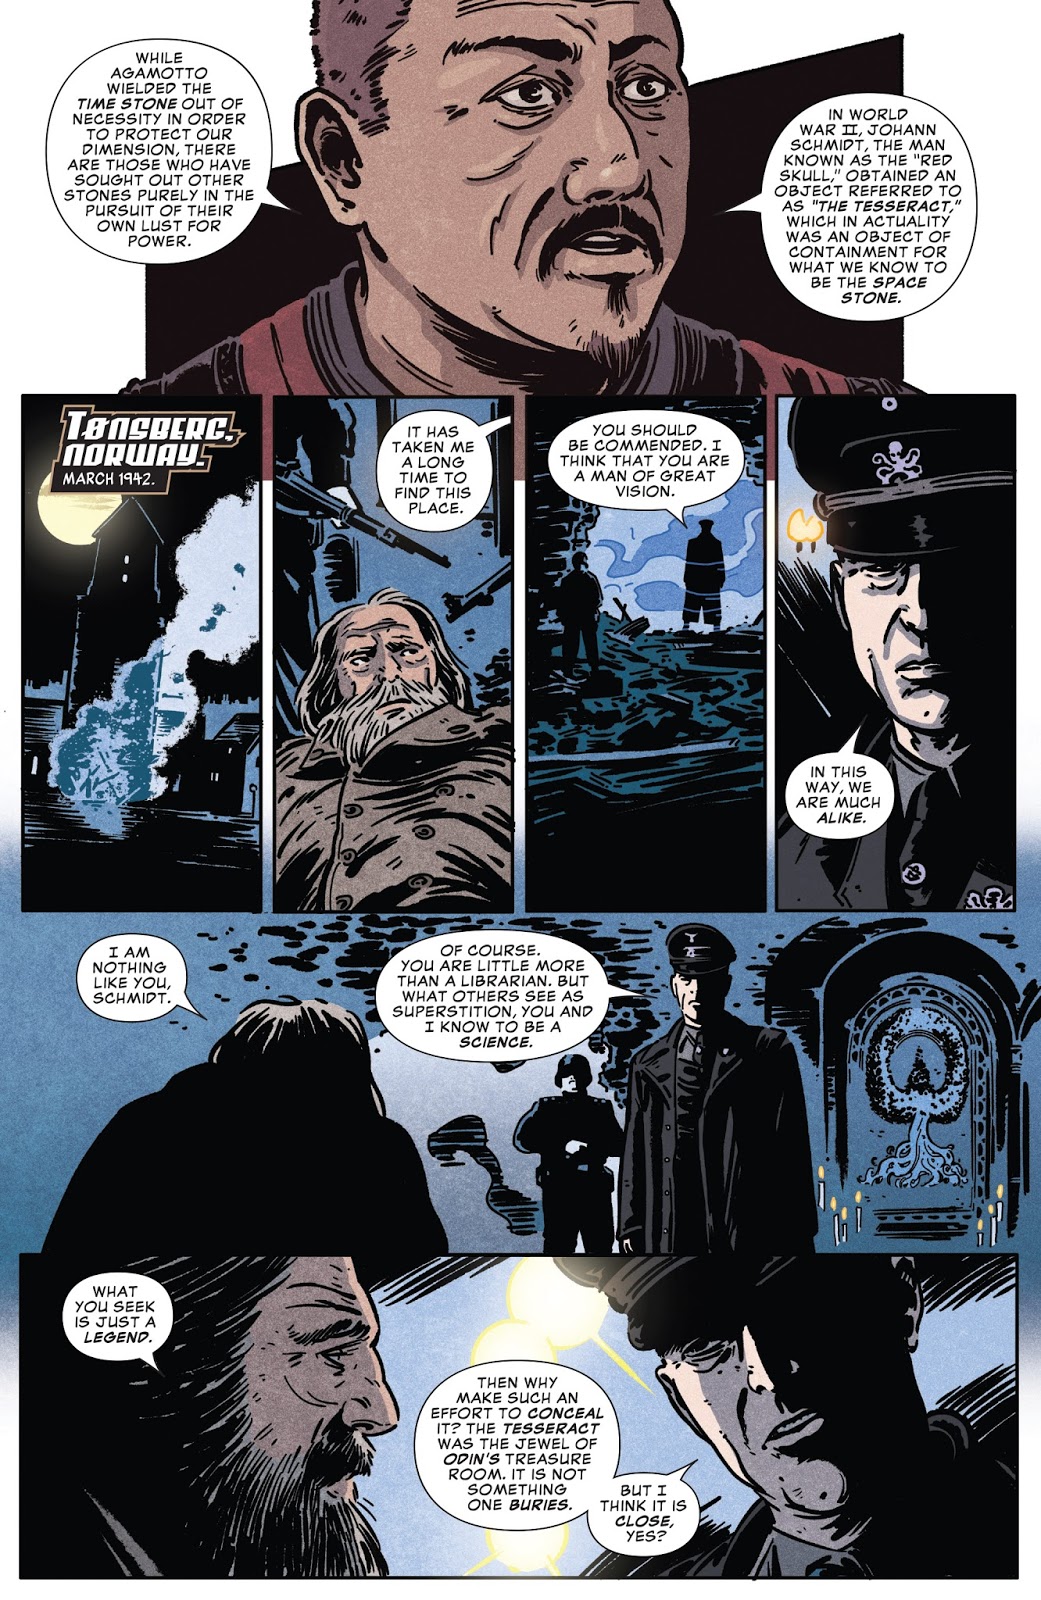 WHILE
AGAMOTTO
WIELDED THE
TIME STONE OUT OF
NECESSITY IN ORDER
TO PROTECT OUR
DIMENSION, THERE
ARE THOSE WHO HAVE
SOUGHT OUT OTHER
STONES PURELY IN THE
PURSUIT OF THEIR
OWN LUST FOR
POWER.
IN WORLD
WAR II, JOHANN
SCHMIDT, THE MAN
KNOWN AS THE "RED
SKULL," OBTAINED AN
OBJECT REFERRED TO
AS "THE TESSERACT,"
WHICH IN ACTUALITY
WAS AN OBJECT OF
CONTAINMENT FOR
WHAT WE KNOW TO
BE THE SPACE
STONE.
TØNSBERG,
NORWAY.
MARCH 1942.
IT HAS
TAKEN ME
A LONG
TIME TO
FIND THIS
PLACE.
YOU SHOULD
BE COMMENDED. I
THINK THAT YOU ARE
A MAN OF GREAT
VISION.
IN THIS
WAY, WE
ARE MUCH
ALIKE.
I AM
NOTHING
LIKE YOU,
SCHMIDT.
OF COURSE.
YOU ARE LITTLE MORE
THAN A LIBRARIAN. BUT
WHAT OTHERS SEE AS
SUPERSTITION, YOU AND
I KNOW TO BE A
SCIENCE.
WHAT
YOU SEEK
IS JUST A
LEGEND.
THEN WHY
MAKE SUCH AN
EFFORT TO CONCEAL
IT? THE TESSERACT
WAS THE JEWEL OF
ODIN'S TREASURE
ROOM. IT IS NOT
SOMETHING
ONE BURIES.
BUT I
THINK IT IS
CLOSE,
YES?